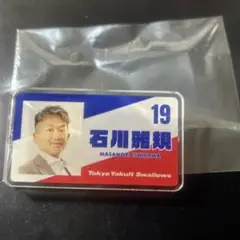 19
石川雅規
MASANORI ISHIKAWA
Tokyo Yakult Swallows